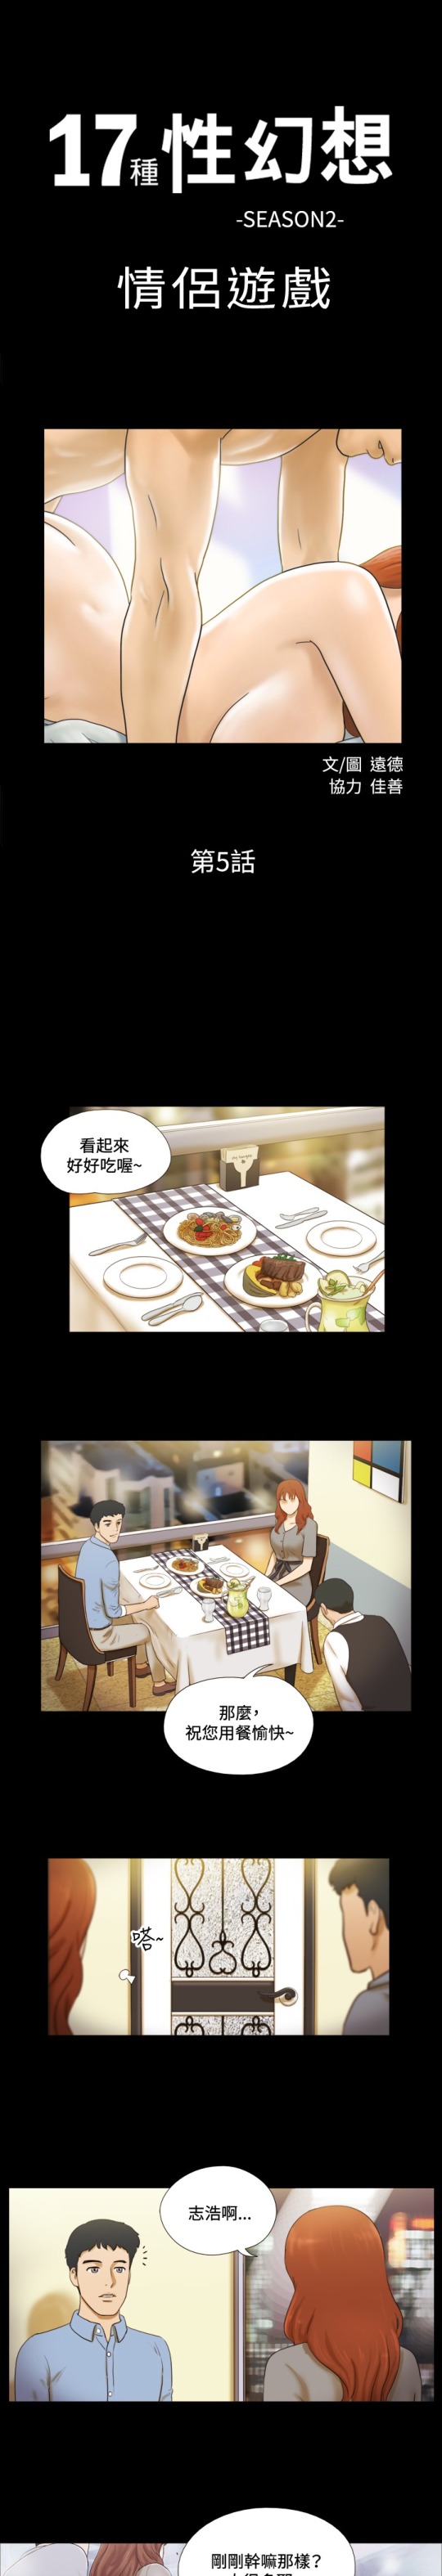 17種性幻想
-SEASON2-
情侶遊戲
文/圖 遠德
協力 佳善
第5話
看起來
好好吃喔~
那麼,
祝您用餐愉快~
嗒~
志浩啊...
剛剛幹嘛那樣?